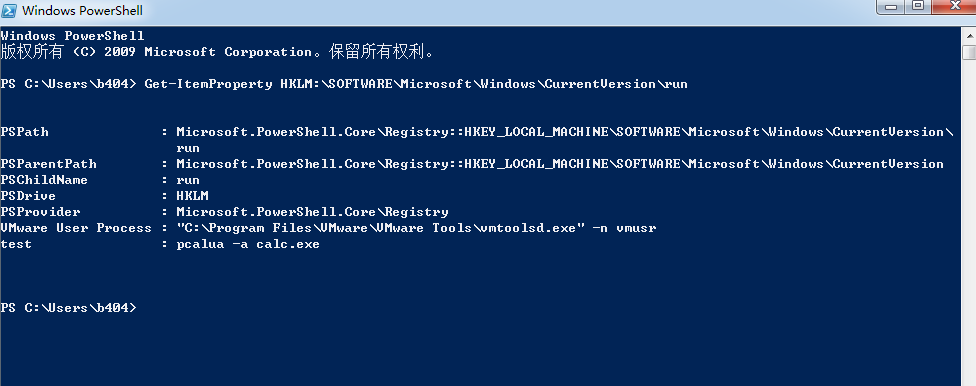 Windows PowerShell
Windows PowerShell
版权所有 (C) 2009 Microsoft Corporation。保留所有权利。
PS C:\Users\b404> Get-ItemProperty HKLM:\SOFTWARE\Microsoft\Windows\CurrentVersion\run
PSPath : Microsoft.PowerShell.Core\Registry::HKEY_LOCAL_MACHINE\SOFTWARE\Microsoft\Windows\CurrentVersion\
run
PSParentPath : Microsoft.PowerShell.Core\Registry::HKEY_LOCAL_MACHINE\SOFTWARE\Microsoft\Windows\CurrentVersion
PSChildName : run
PSDrive : HKLM
PSProvider : Microsoft.PowerShell.Core\Registry
VMware User Process : "C:\Program Files\VMware\VMware Tools\vmtoolsd.exe" -n vmusr
test : pcalua -a calc.exe
PS C:\Users\b404>